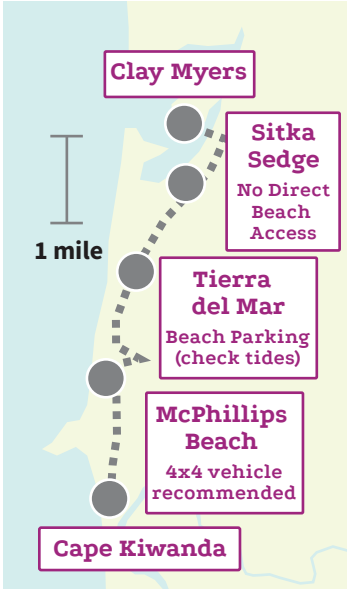 Clay Myers
Sitka
Sedge
No Direct
Beach
Access
1 mile
Tierra
del Mar
Beach Parking
(check tides)
McPhillips
Beach
4x4 vehicle
recommended
Cape Kiwanda